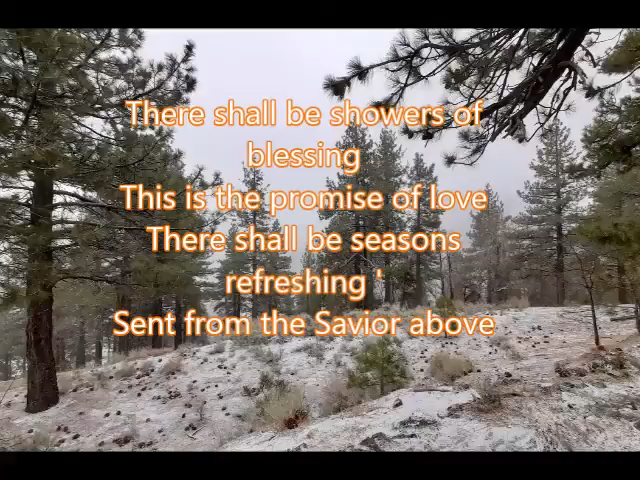 There shall be showers of
blessing
This is the promise of love
There shall be seasons
refreshing '
Sent from the Savior above